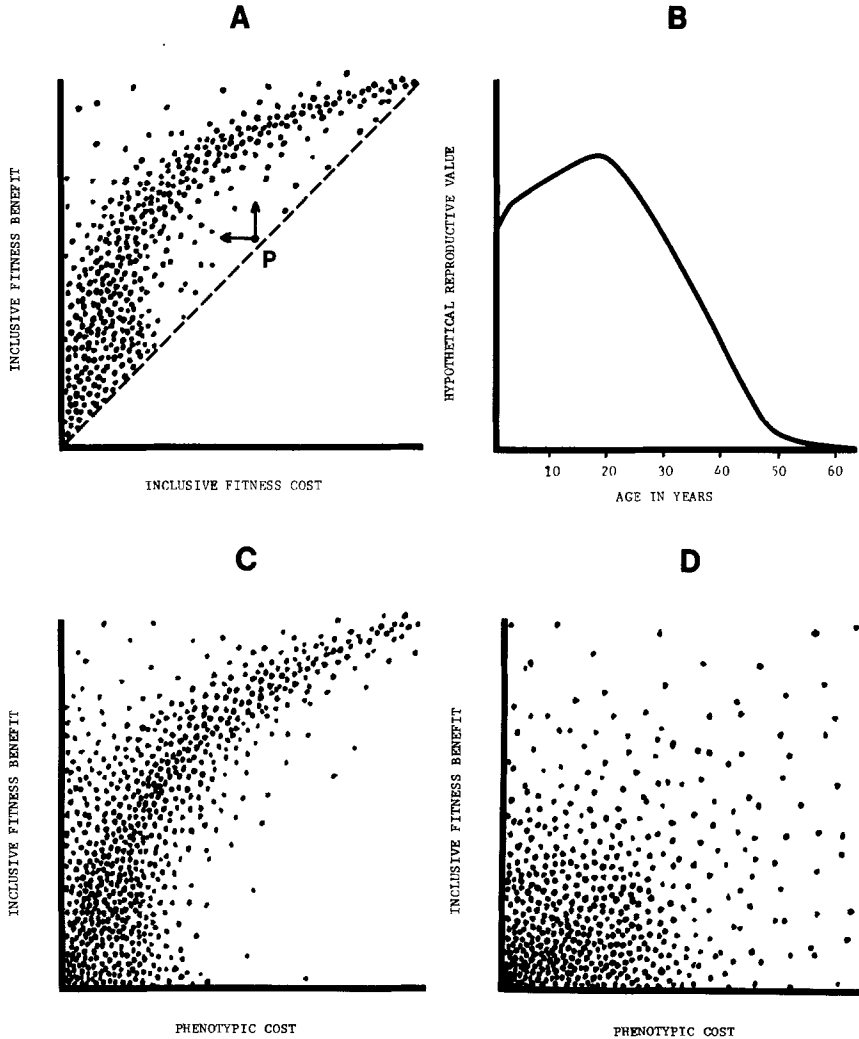 A
INCLUSIVE FITNESS BENEFIT
P
INCLUSIVE FITNESS COST
B
HYPOTHETICAL REPRODUCTIVE VALUE
10 20 30 40 50 60
AGE IN YEARS
C
INCLUSIVE FITNESS BENEFIT
PHENOTYPIC COST
D
INCLUSIVE FITNESS BENEFIT
PHENOTYPIC COST